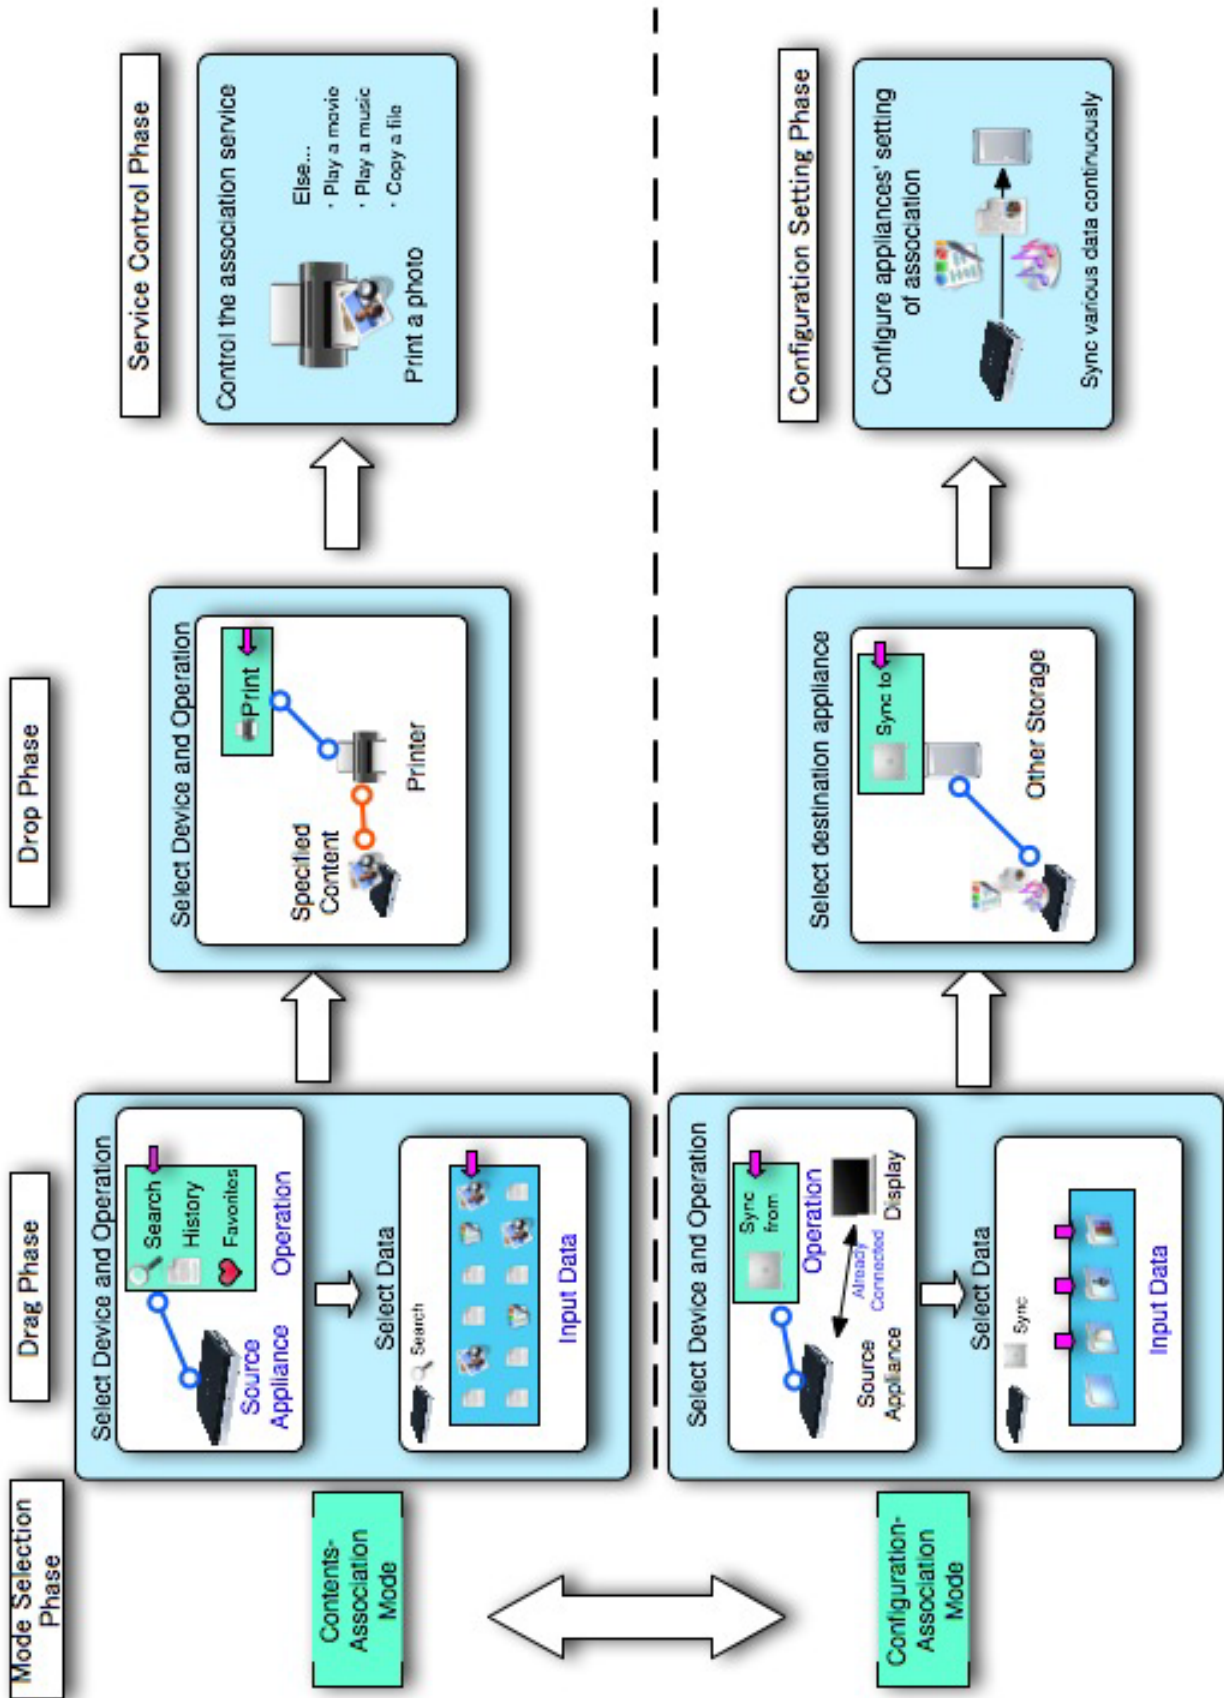 Mode Selection
Phase
Drag Phase
Drop Phase
Service Control Phase
Contents-
Association
Mode
Select Device and Operation
Search
History
Favorites
Source
Appliance
Operation
Select Data
Search
Input Data
Select Device and Operation
Print
Specified
Content
Printer
Control the association service
Print a photo
Else...
· Play a movie
· Play a music
· Copy a file
Configuration Setting Phase
Configuration-
Association
Mode
Select Device and Operation
Sync
from
Operation
Already
Connected
Source
Appliance
Display
Select Data
Sync
Input Data
Select destination appliance
Sync to
Other Storage
Configure appliances' setting
of association
Sync various data continuously